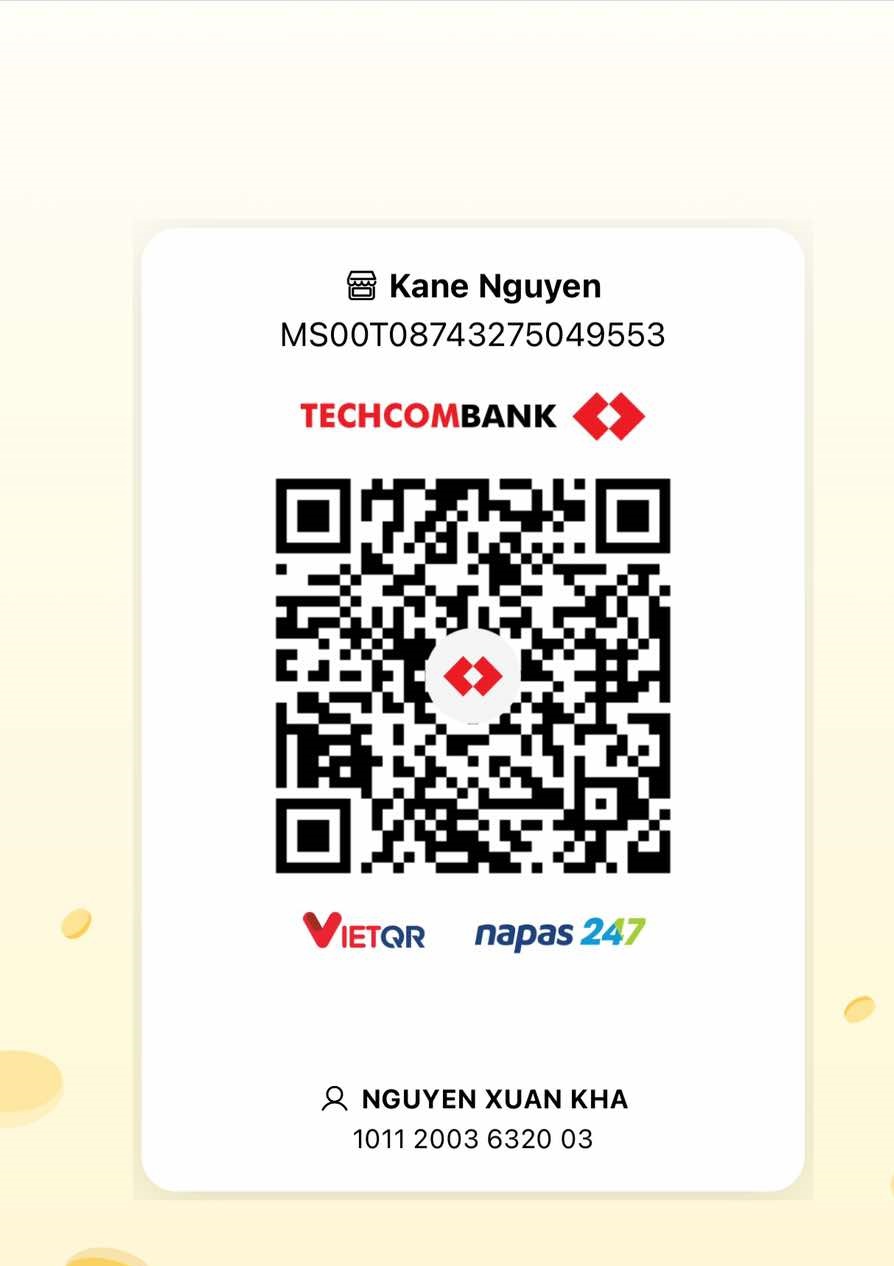 Kane Nguyen
MS00T08743275049553
TECHCOMBANK
VIETQR napas 247
NGUYEN XUAN KHA
1011 2003 6320 03